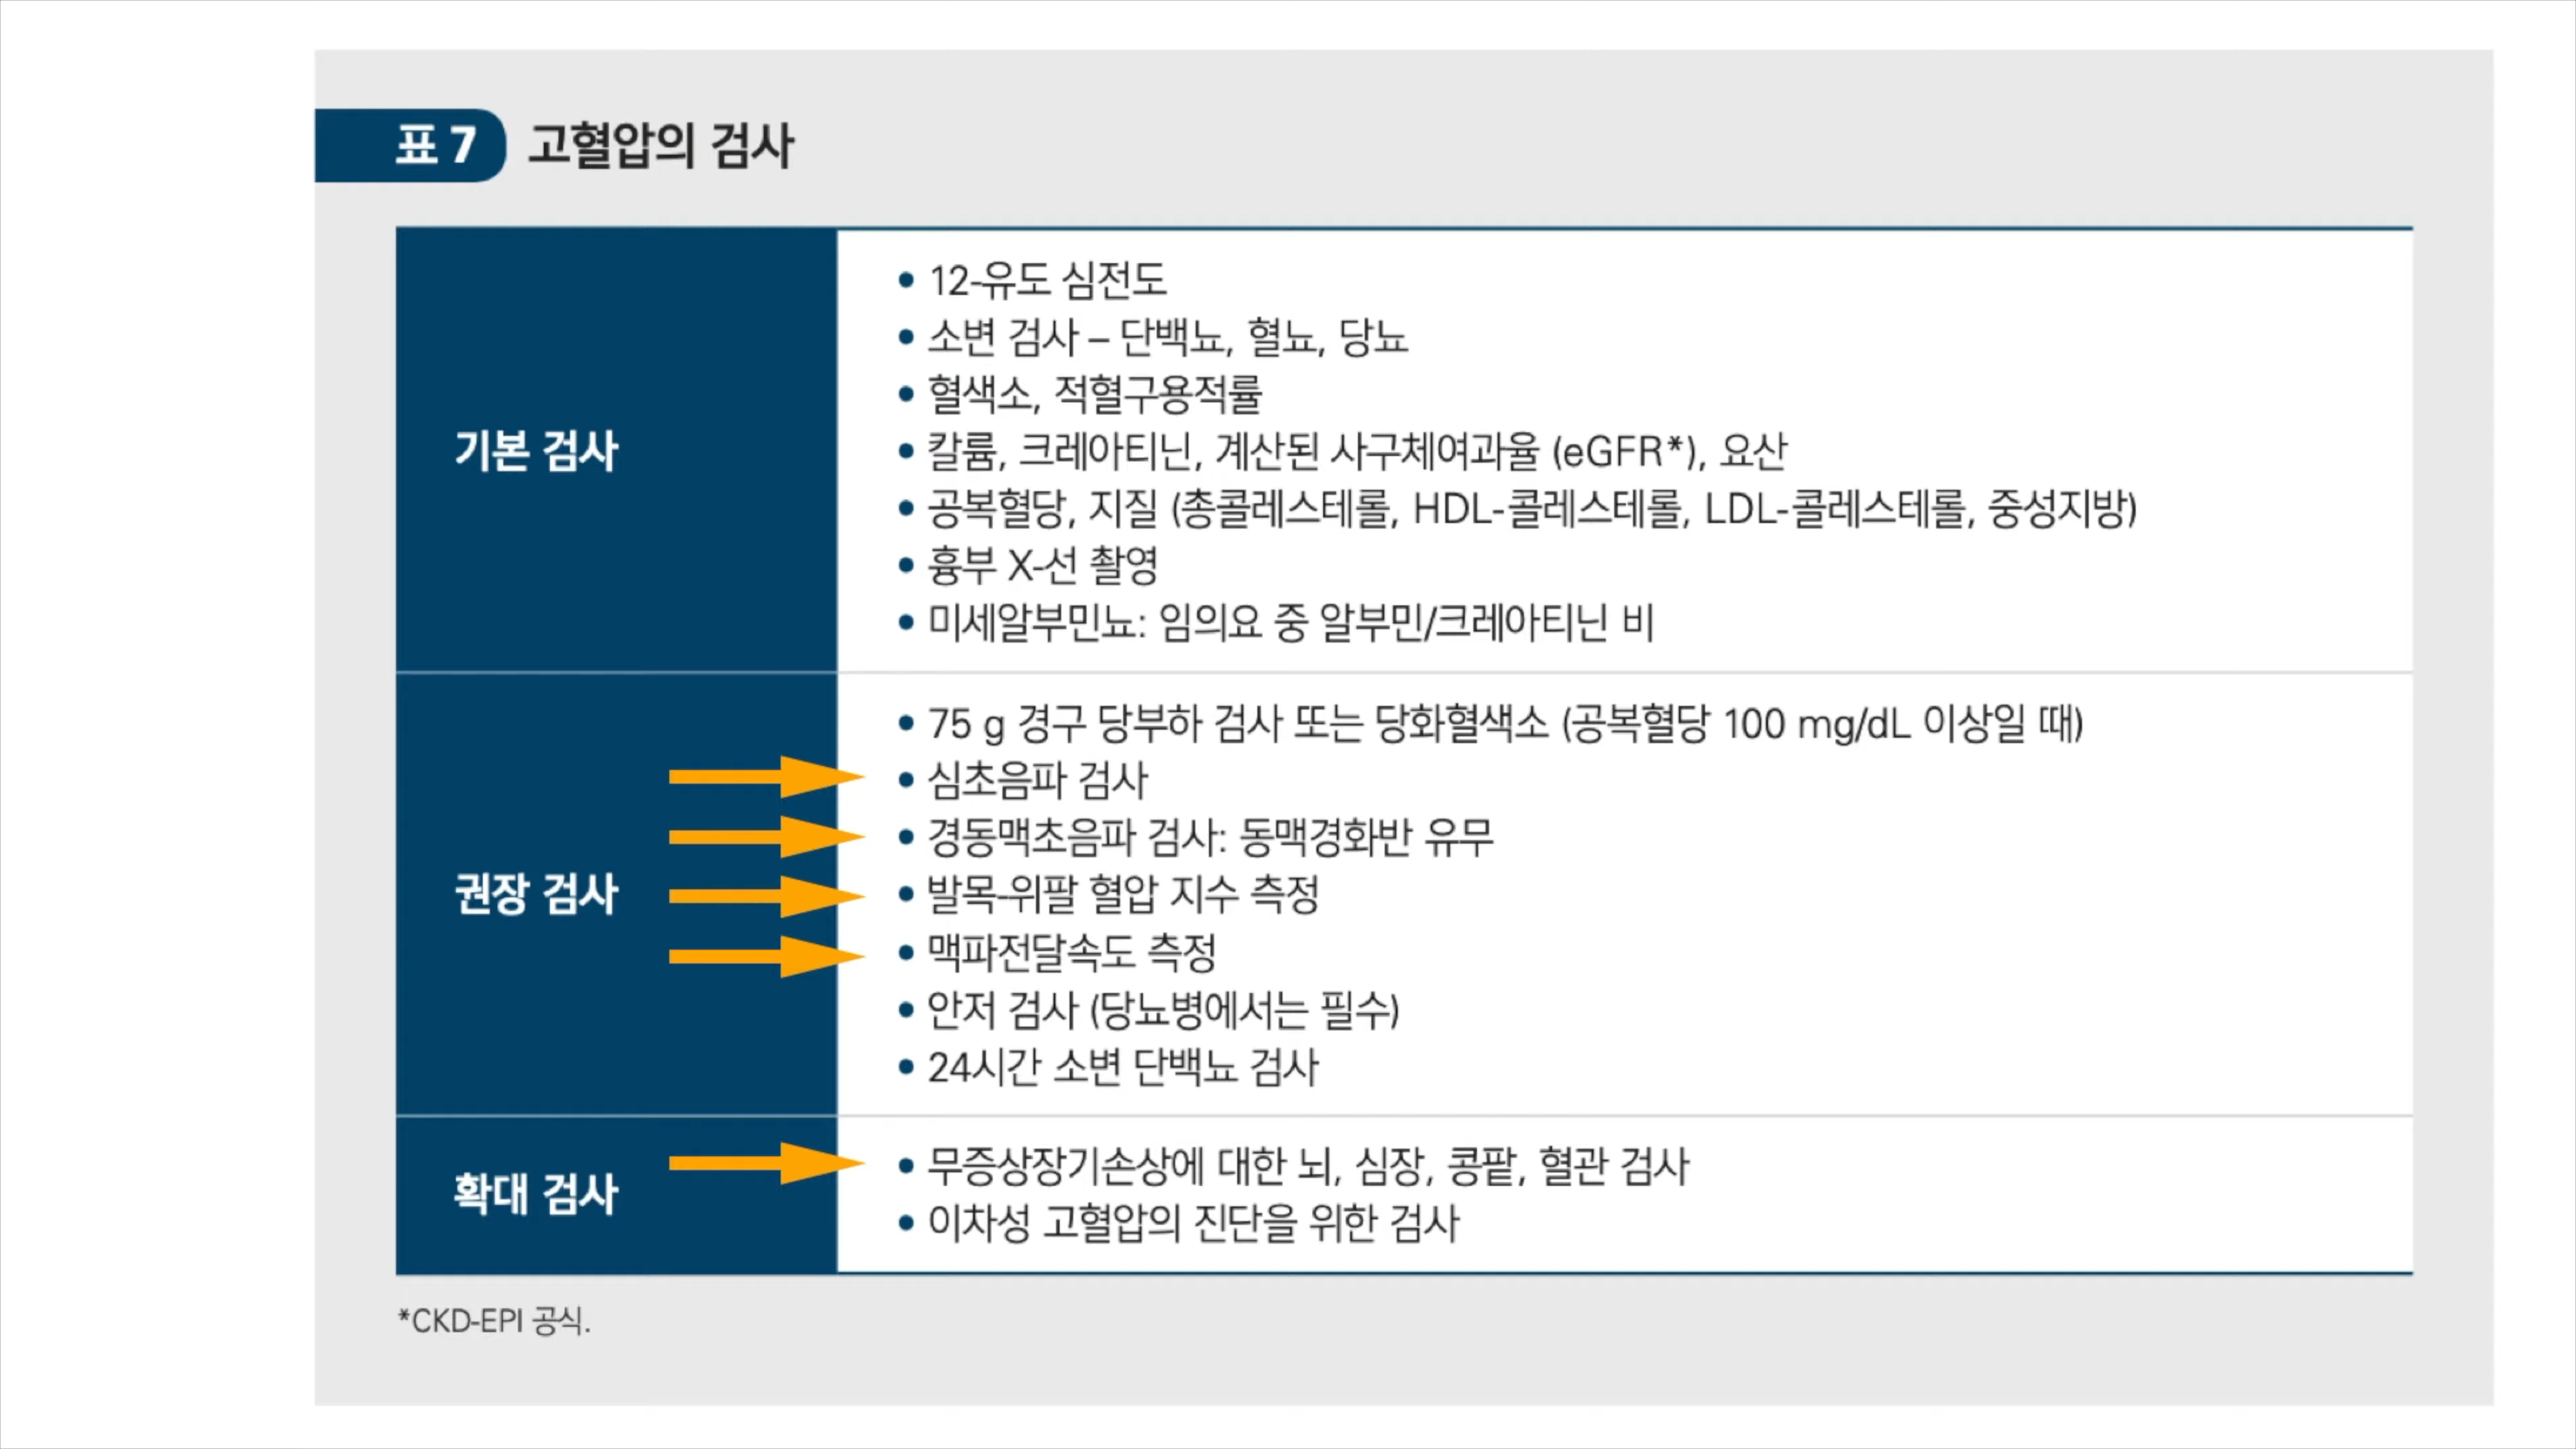 표 7 고혈압의 검사
기본 검사
• 12-유도 심전도
• 소변 검사 – 단백뇨, 혈뇨, 당뇨
• 혈색소, 적혈구용적률
• 칼륨, 크레아티닌, 계산된 사구체여과율 (eGFR*), 요산
• 공복혈당, 지질 (총콜레스테롤, HDL-콜레스테롤, LDL-콜레스테롤, 중성지방)
• 흉부 X-선 촬영
• 미세알부민뇨: 임의요 중 알부민/크레아티닌 비
권장 검사
• 75 g 경구 당부하 검사 또는 당화혈색소 (공복혈당 100 mg/dL 이상일 때)
• 심초음파 검사
• 경동맥초음파 검사: 동맥경화반 유무
• 발목-위팔 혈압 지수 측정
• 맥파전달속도 측정
• 안저 검사 (당뇨병에서는 필수)
• 24시간 소변 단백뇨 검사
확대 검사
• 무증상장기손상에 대한 뇌, 심장, 콩팥, 혈관 검사
• 이차성 고혈압의 진단을 위한 검사
*CKD-EPI 공식.